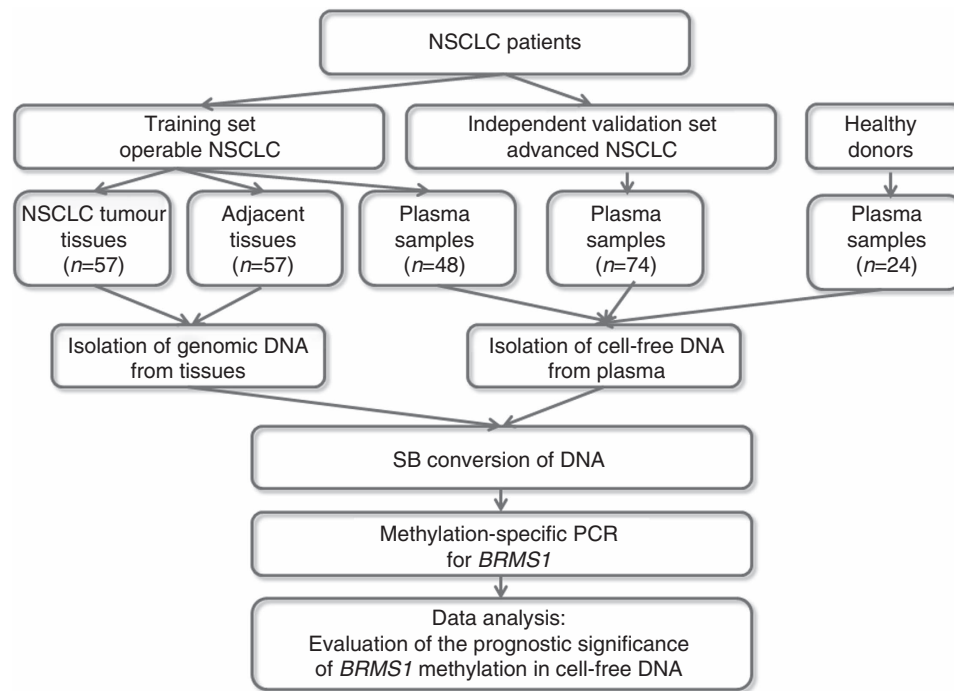 NSCLC patients
Training set
operable NSCLC
Independent validation set
advanced NSCLC
Healthy
donors
NSCLC tumour
tissues
(n=57)
Adjacent
tissues
(n=57)
Plasma
samples
(n=48)
Plasma
samples
(n=74)
Plasma
samples
(n=24)
Isolation of genomic DNA
from tissues
Isolation of cell-free DNA
from plasma
SB conversion of DNA
Methylation-specific PCR
for BRMS1
Data analysis:
Evaluation of the prognostic significance
of BRMS1 methylation in cell-free DNA